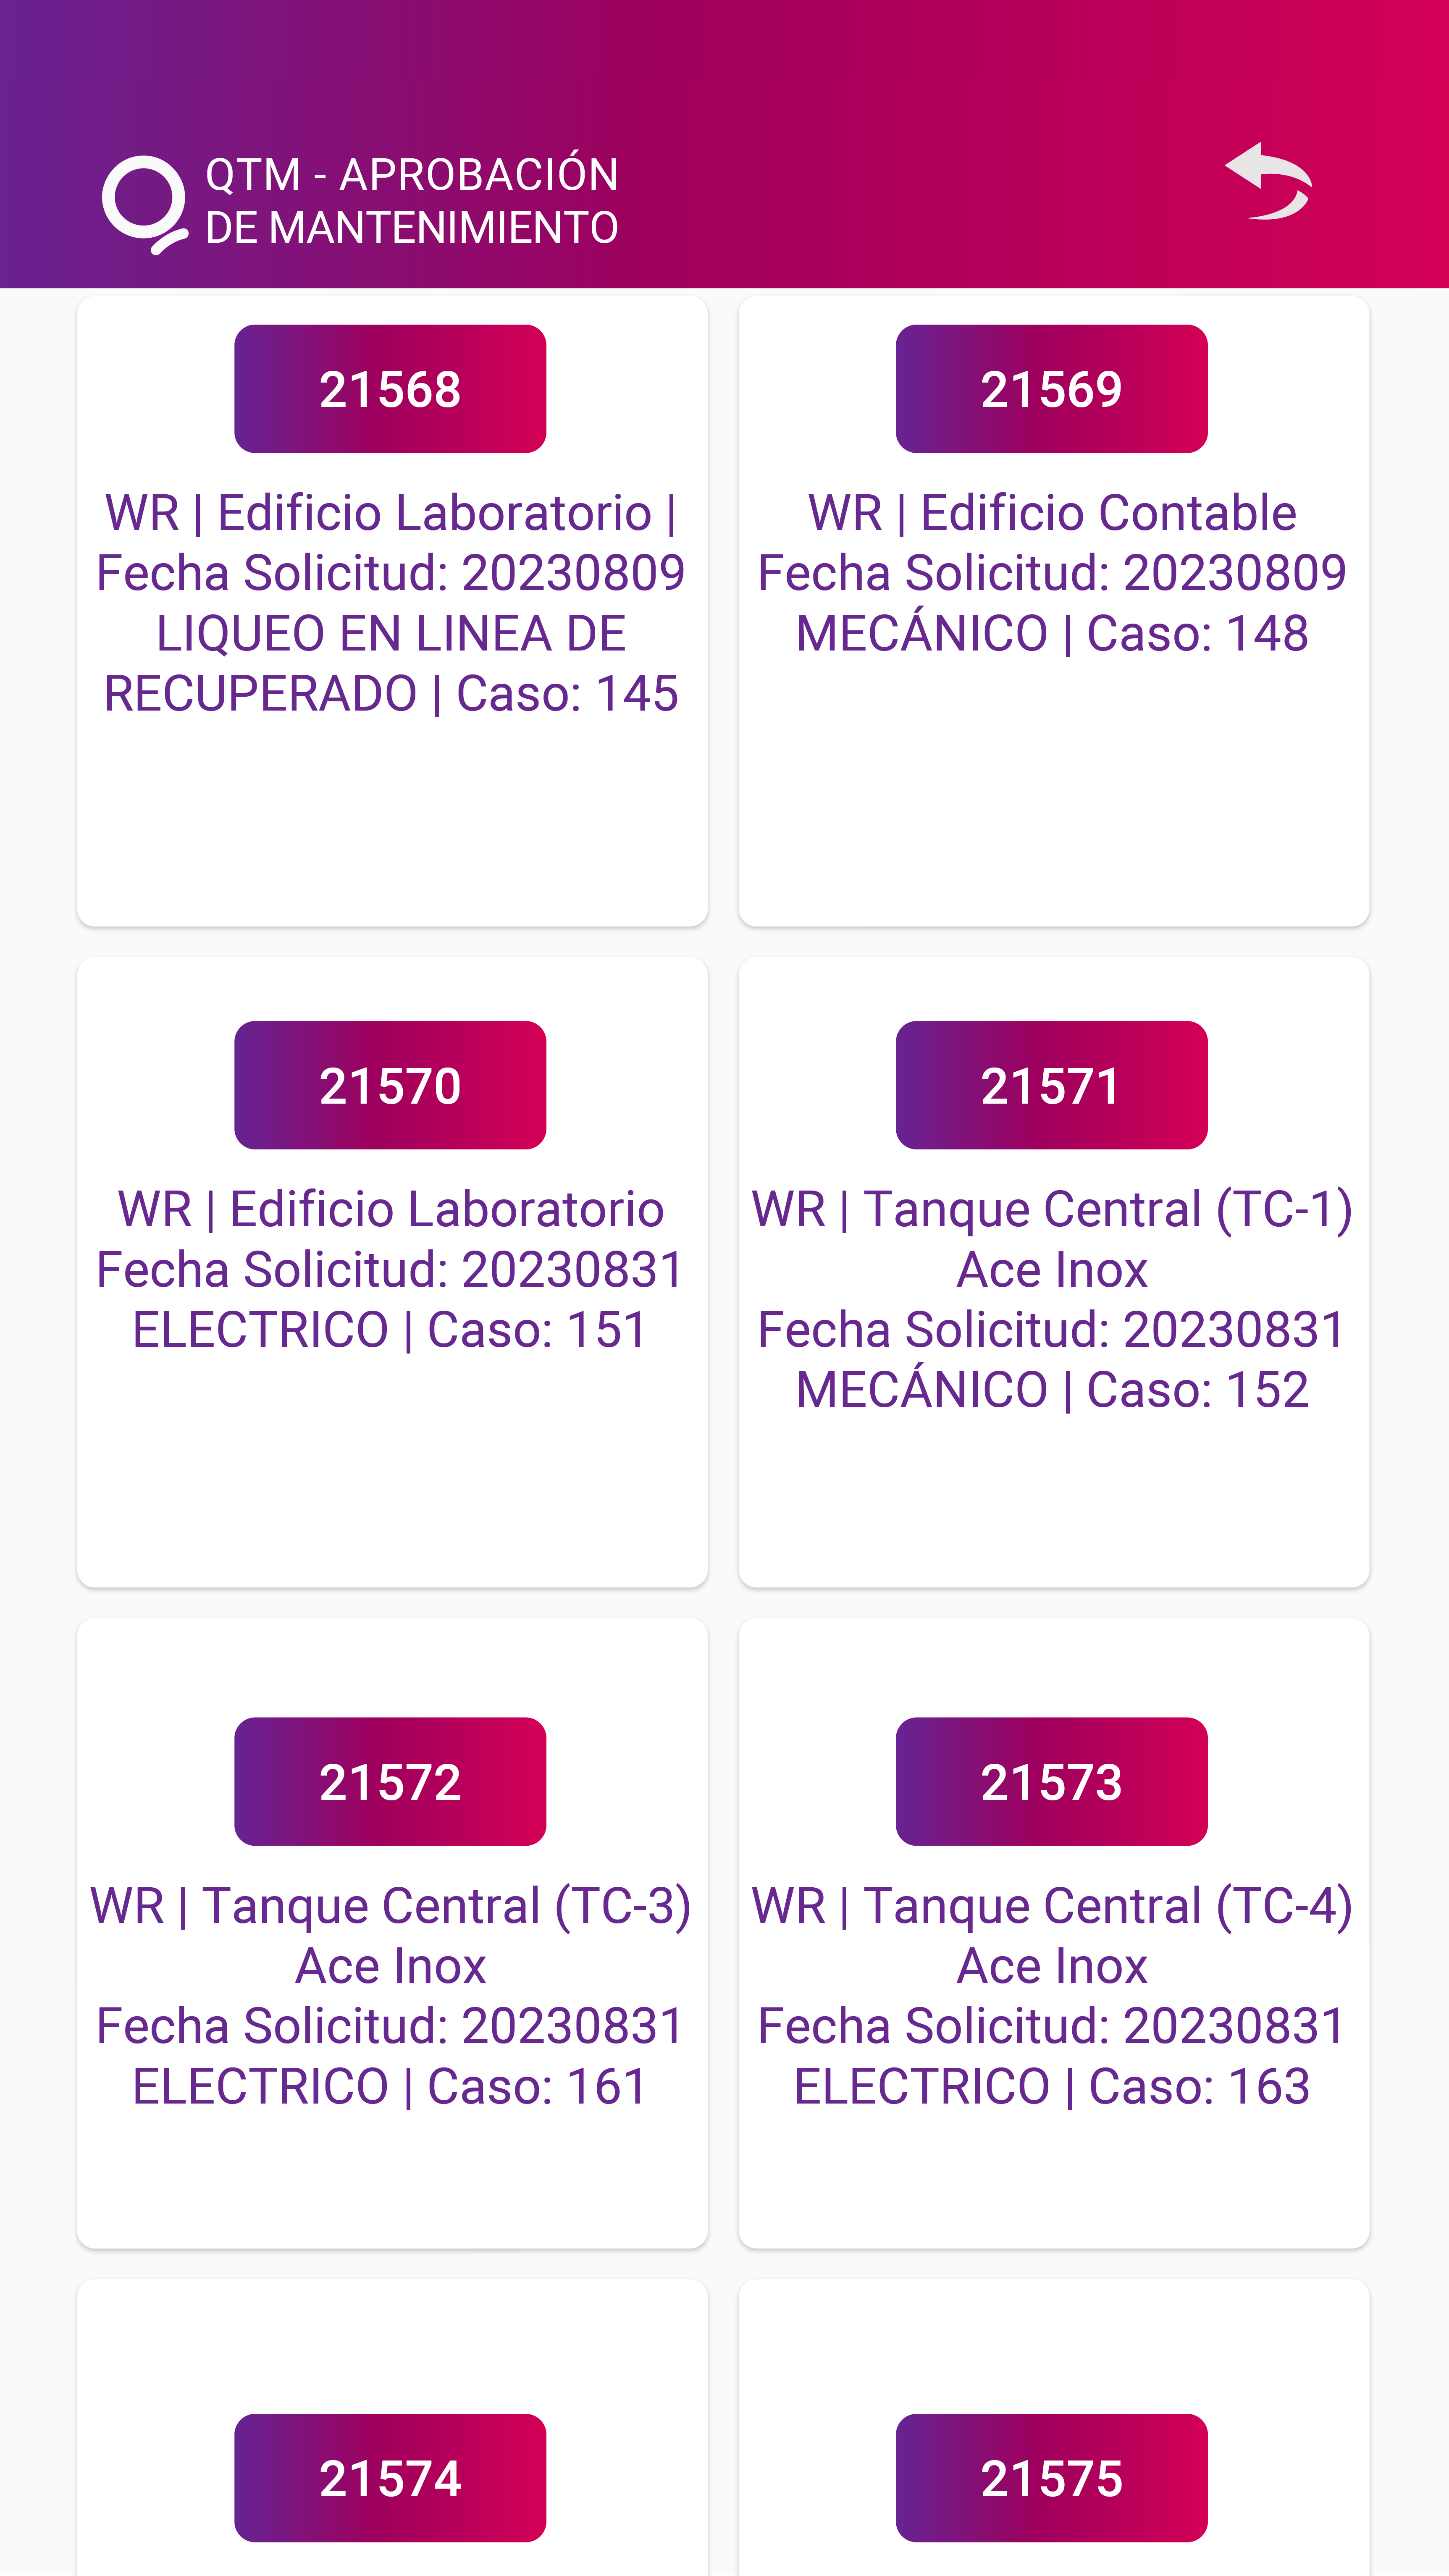 QTM - APROBACIÓN
DE MANTENIMIENTO
21568
WR | Edificio Laboratorio |
Fecha Solicitud: 20230809
LIQUEO EN LINEA DE
RECUPERADO | Caso: 145
21569
WR | Edificio Contable
Fecha Solicitud: 20230809
MECÁNICO | Caso: 148
21570
WR | Edificio Laboratorio
Fecha Solicitud: 20230831
ELECTRICO | Caso: 151
21571
WR | Tanque Central (TC-1)
Ace Inox
Fecha Solicitud: 20230831
MECÁNICO | Caso: 152
21572
WR | Tanque Central (TC-3)
Ace Inox
Fecha Solicitud: 20230831
ELECTRICO | Caso: 161
21573
WR | Tanque Central (TC-4)
Ace Inox
Fecha Solicitud: 20230831
ELECTRICO | Caso: 163
21574
21575